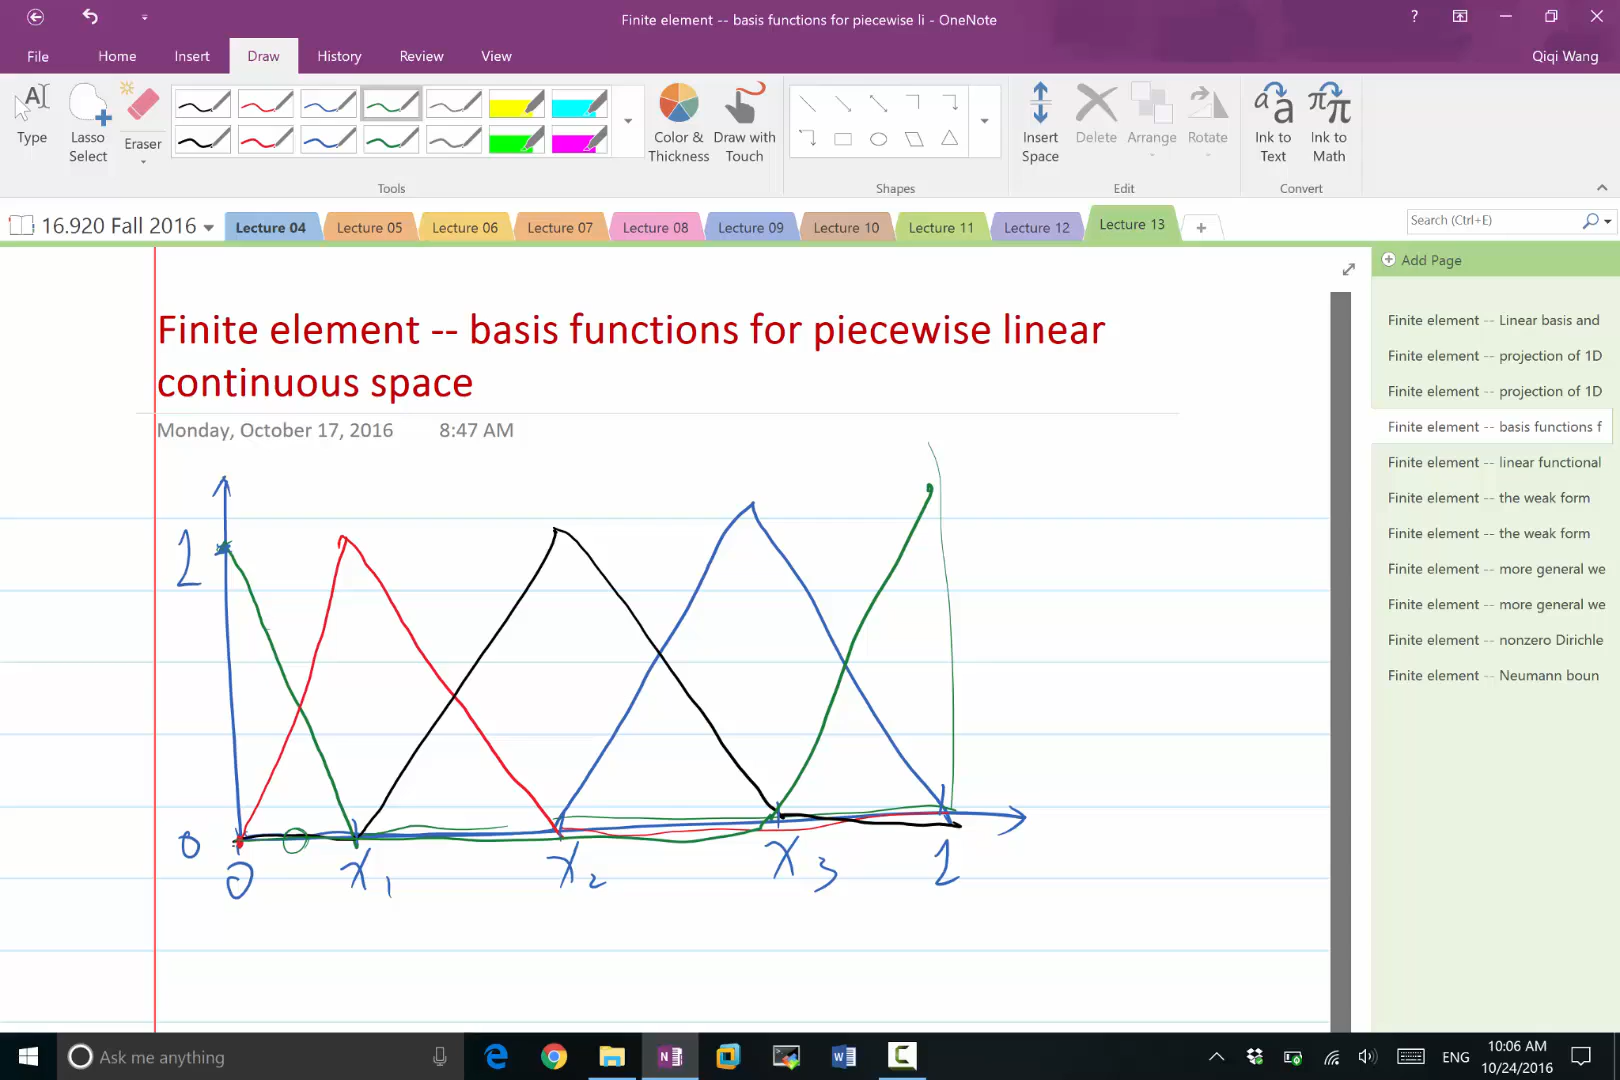 Finite element -- basis functions for piecewise li - OneNote
?
File
Home
Insert
Draw
History
Review
View
Qiqi Wang
Type
Lasso Select
Eraser
Color & Thickness
Draw with Touch
Insert Space
Delete
Arrange
Rotate
Ink to Text
Ink to Math
Tools
Shapes
Edit
Convert
16.920 Fall 2016
Lecture 04
Lecture 05
Lecture 06
Lecture 07
Lecture 08
Lecture 09
Lecture 10
Lecture 11
Lecture 12
Lecture 13
Search (Ctrl+E)
Add Page
Finite element -- Linear basis and
Finite element -- projection of 1D
Finite element -- projection of 1D
Finite element -- basis functions f
Finite element -- linear functional
Finite element -- the weak form
Finite element -- the weak form
Finite element -- more general we
Finite element -- more general we
Finite element -- nonzero Dirichle
Finite element -- Neumann boun
Finite element -- basis functions for piecewise linear
continuous space
Monday, October 17, 2016 8:47 AM
1
0
0 x₁ x₂ x₃ 1
Ask me anything
ENG
10:06 AM
10/24/2016